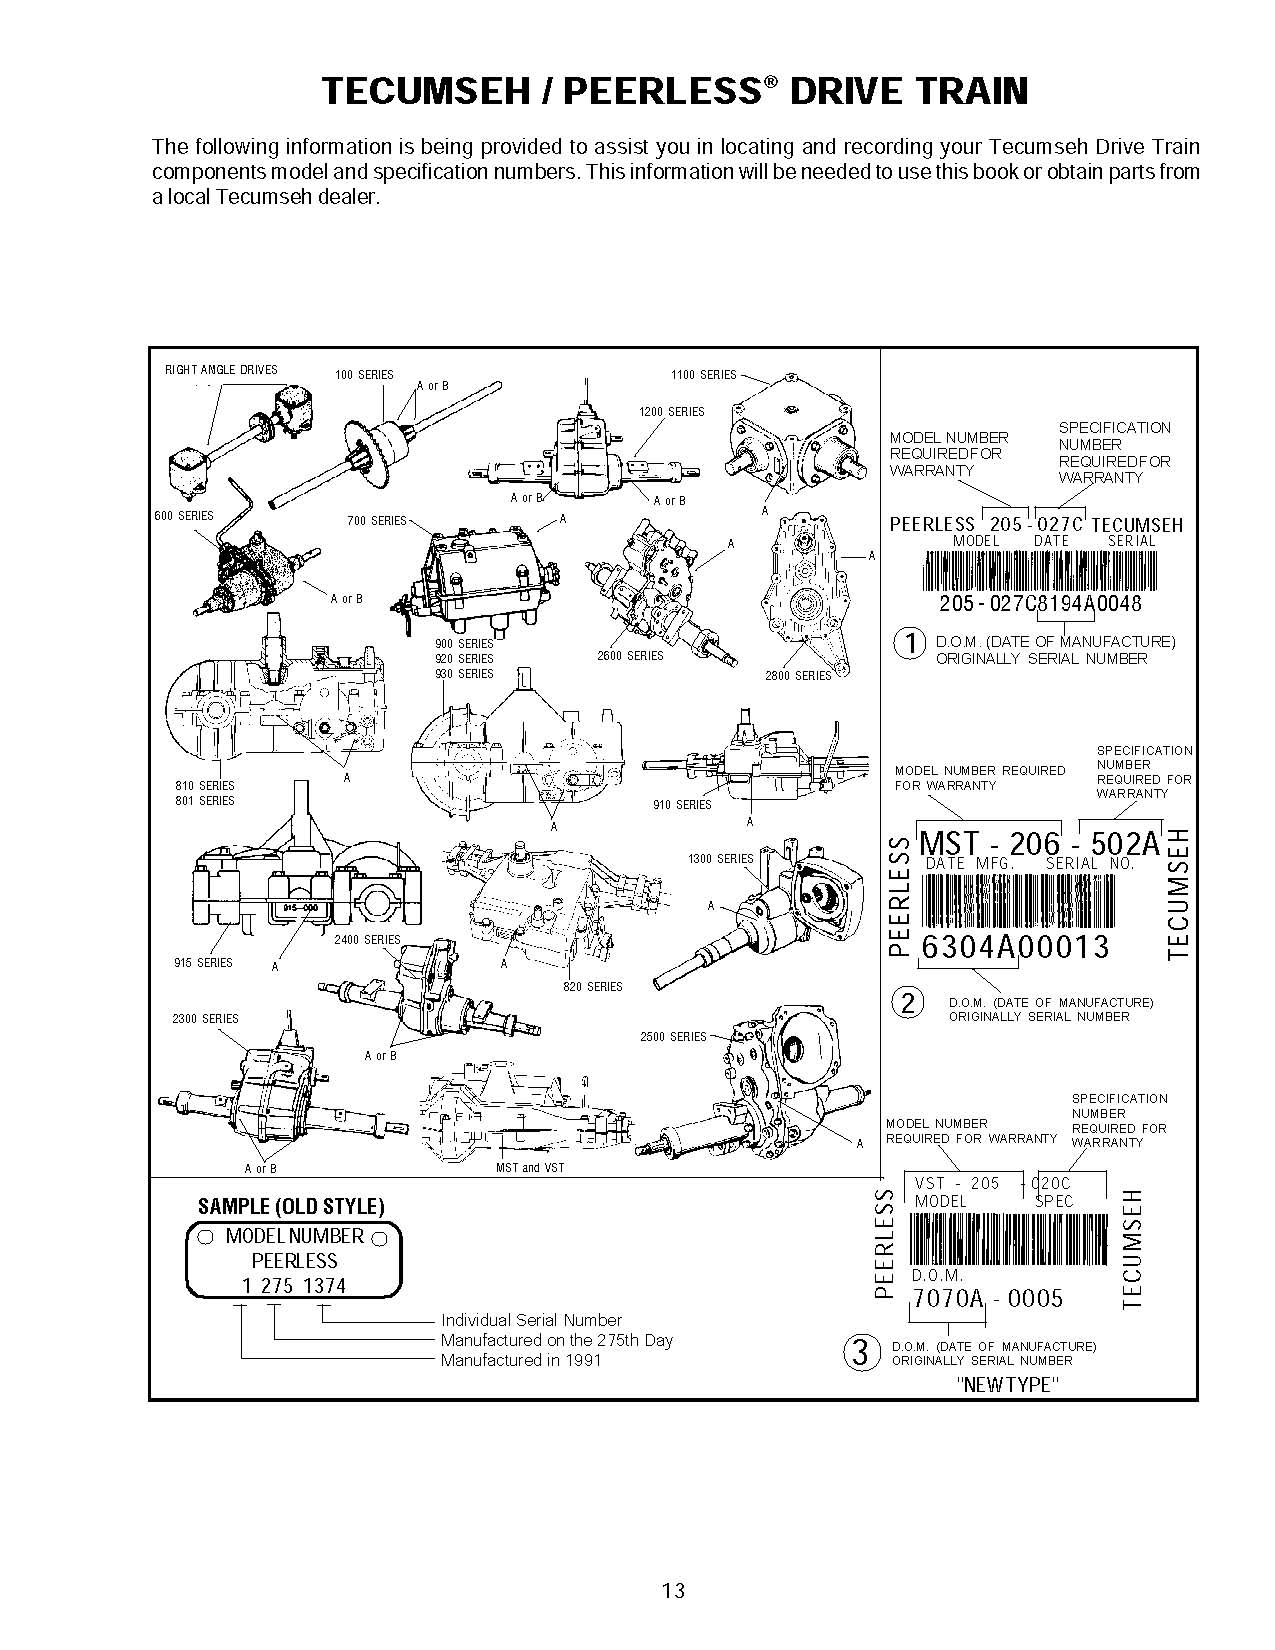 TECUMSEH / PEERLESS® DRIVE TRAIN
The following information is being provided to assist you in locating and recording your Tecumseh Drive Train
components model and specification numbers. This information will be needed to use this book or obtain parts from
a local Tecumseh dealer.
RIGHT ANGLE DRIVES
100 SERIES
A or B
1100 SERIES
1200 SERIES
A or B
A or B
A
600 SERIES
700 SERIES
A
A
A
A or B
900 SERIES
920 SERIES
930 SERIES
2600 SERIES
2800 SERIES
810 SERIES
801 SERIES
A
910 SERIES
A
A
1300 SERIES
A
915-000
2400 SERIES
915 SERIES
A
A
820 SERIES
2300 SERIES
2500 SERIES
A or B
A
A or B
MST and VST
MODEL NUMBER
REQUIRED FOR
WARRANTY
SPECIFICATION
NUMBER
REQUIRED FOR
WARRANTY
PEERLESS 205 - 027C TECUMSEH
MODEL DATE SERIAL
205 - 027C8194A0048
1 D.O.M. (DATE OF MANUFACTURE)
ORIGINALLY SERIAL NUMBER
MODEL NUMBER REQUIRED
FOR WARRANTY
SPECIFICATION
NUMBER
REQUIRED FOR
WARRANTY
PEERLESS
MST - 206 - 502A
DATE MFG. SERIAL NO.
6304A00013
TECUMSEH
2 D.O.M. (DATE OF MANUFACTURE)
ORIGINALLY SERIAL NUMBER
MODEL NUMBER
REQUIRED FOR WARRANTY
SPECIFICATION
NUMBER
REQUIRED FOR
WARRANTY
PEERLESS
VST - 205 - 020C
MODEL SPEC
D.O.M.
7070A - 0005
TECUMSEH
3 D.O.M. (DATE OF MANUFACTURE)
ORIGINALLY SERIAL NUMBER
"NEW TYPE"
SAMPLE (OLD STYLE)
MODEL NUMBER
PEERLESS
1 275 1374
Individual Serial Number
Manufactured on the 275th Day
Manufactured in 1991
13